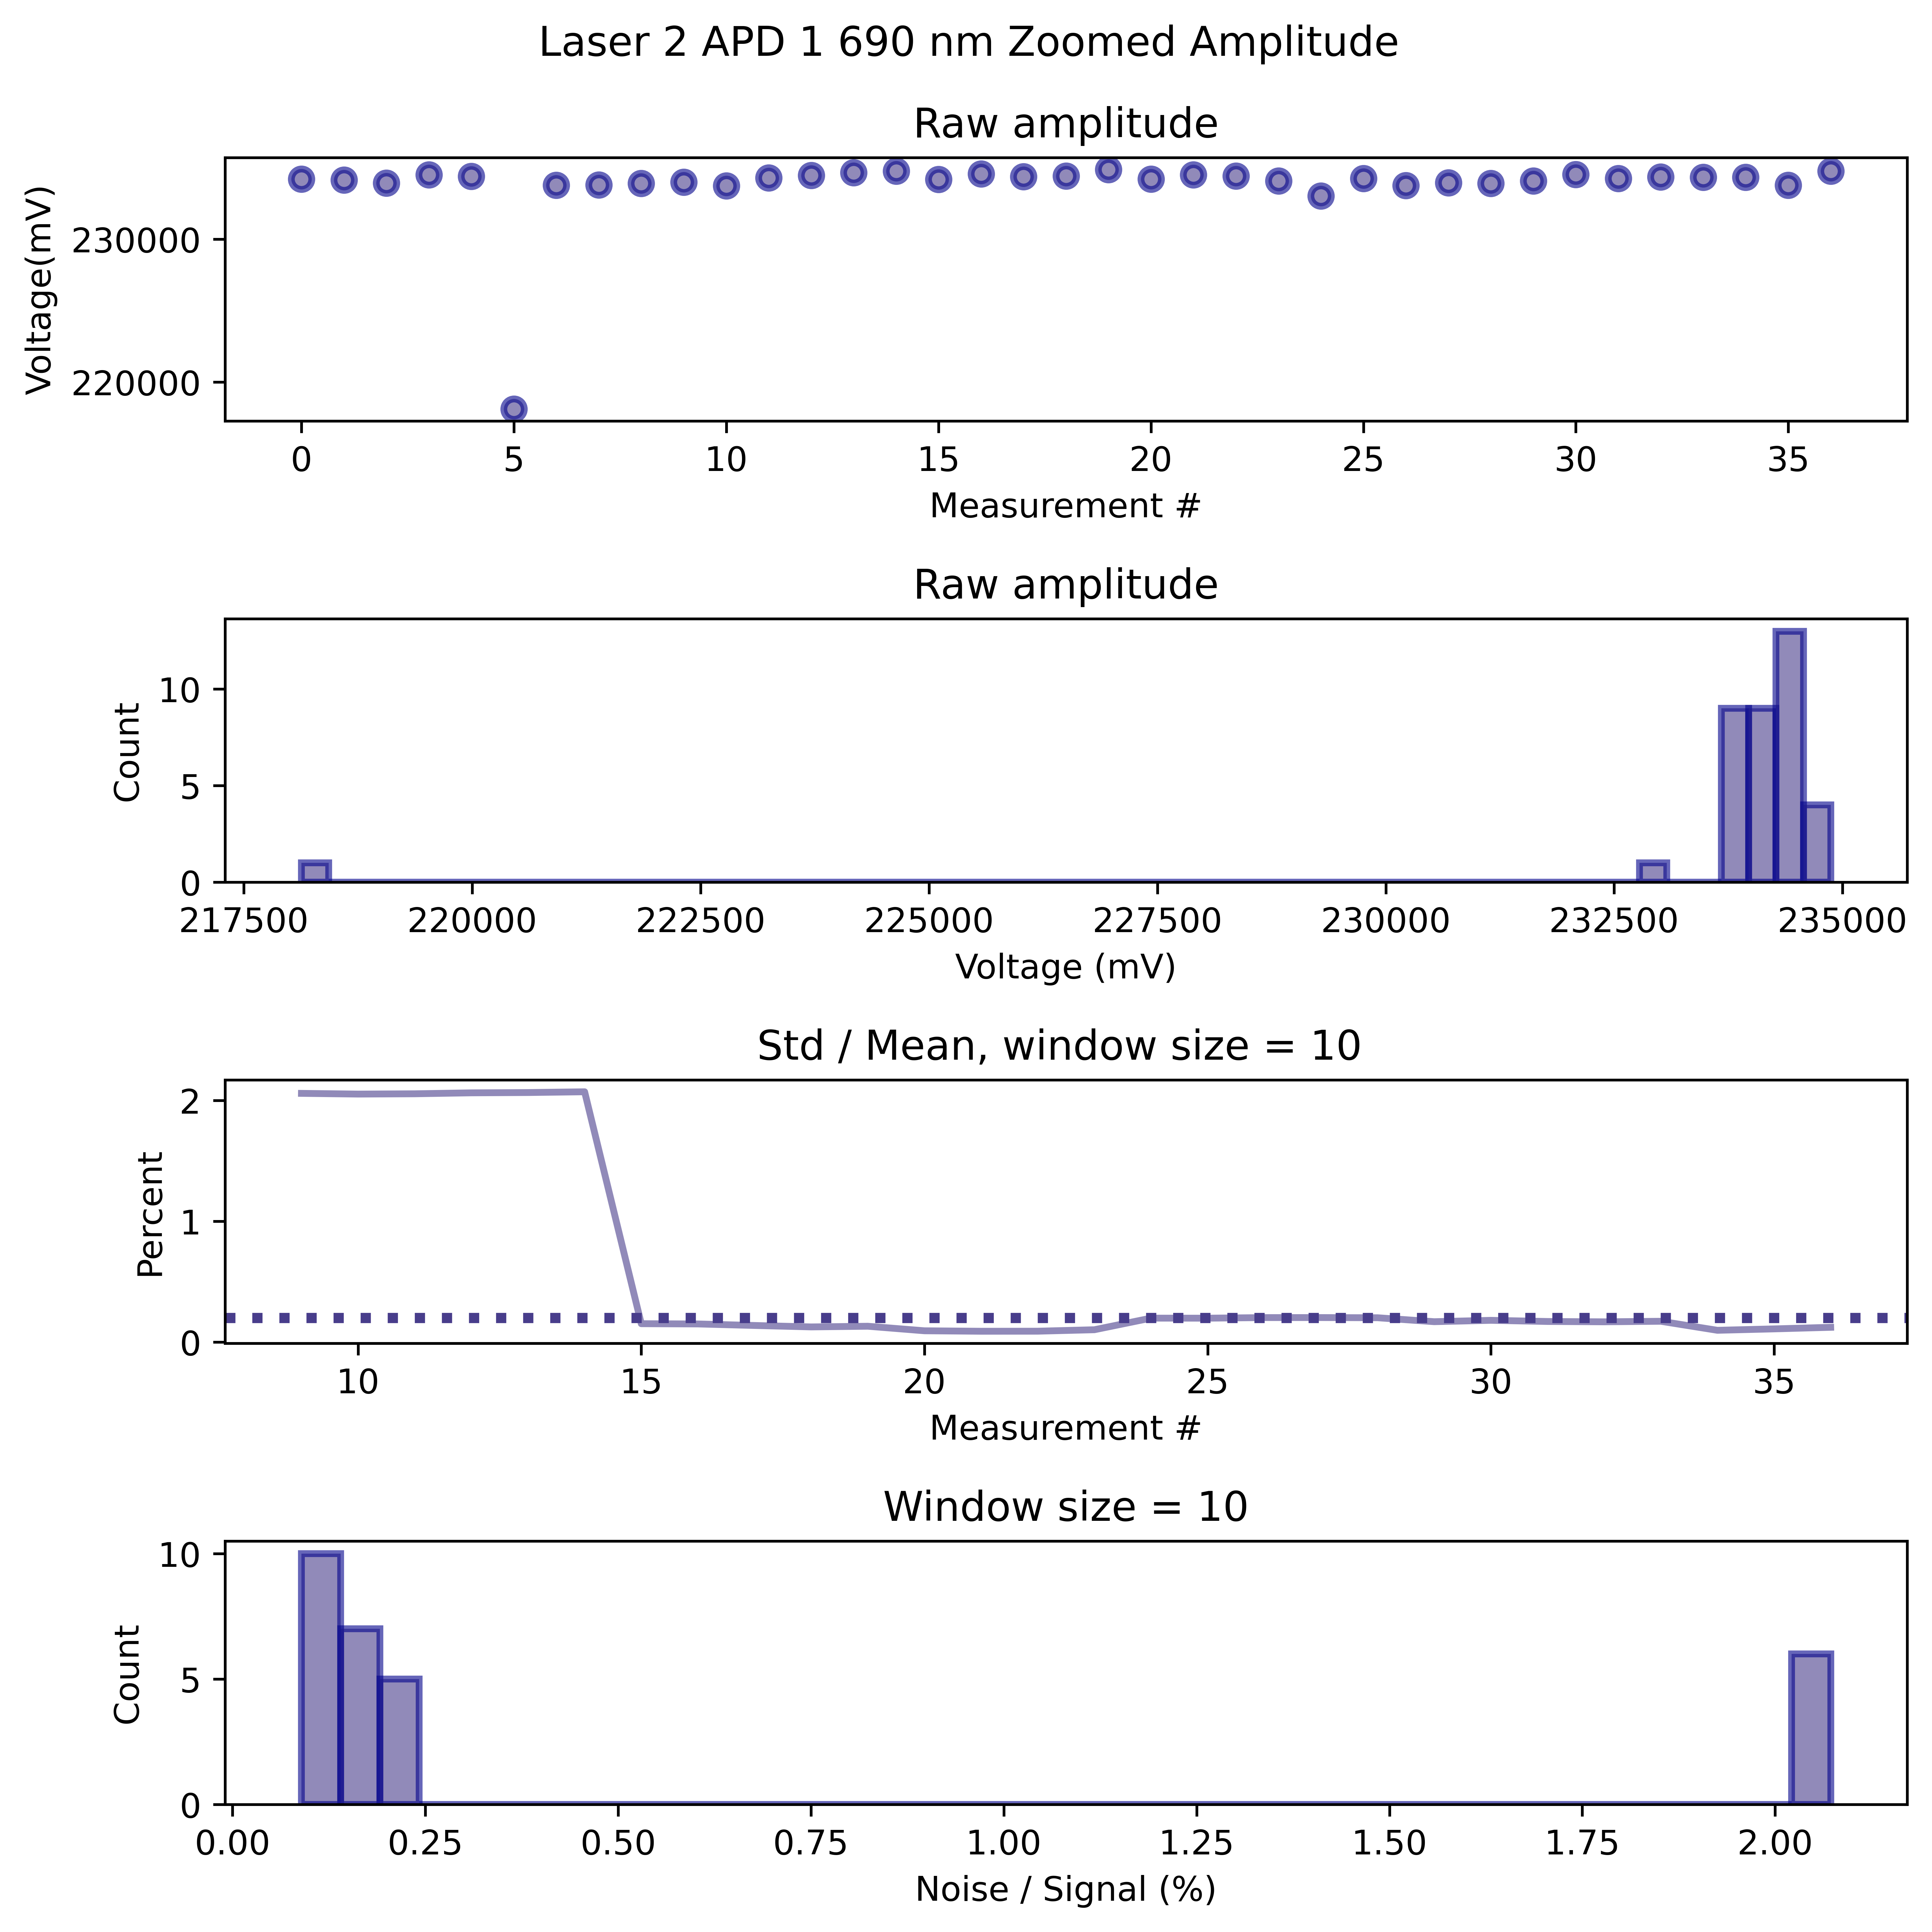 Laser 2 APD 1 690 nm Zoomed Amplitude
Raw amplitude
Voltage(mV)
230000
220000
0 5 10 15 20 25 30 35
Measurement #
Raw amplitude
Count
10
5
0
217500 220000 222500 225000 227500 230000 232500 235000
Voltage (mV)
Std / Mean, window size = 10
Percent
2
1
0
10 15 20 25 30 35
Measurement #
Window size = 10
Count
10
5
0
0.00 0.25 0.50 0.75 1.00 1.25 1.50 1.75 2.00
Noise / Signal (%)